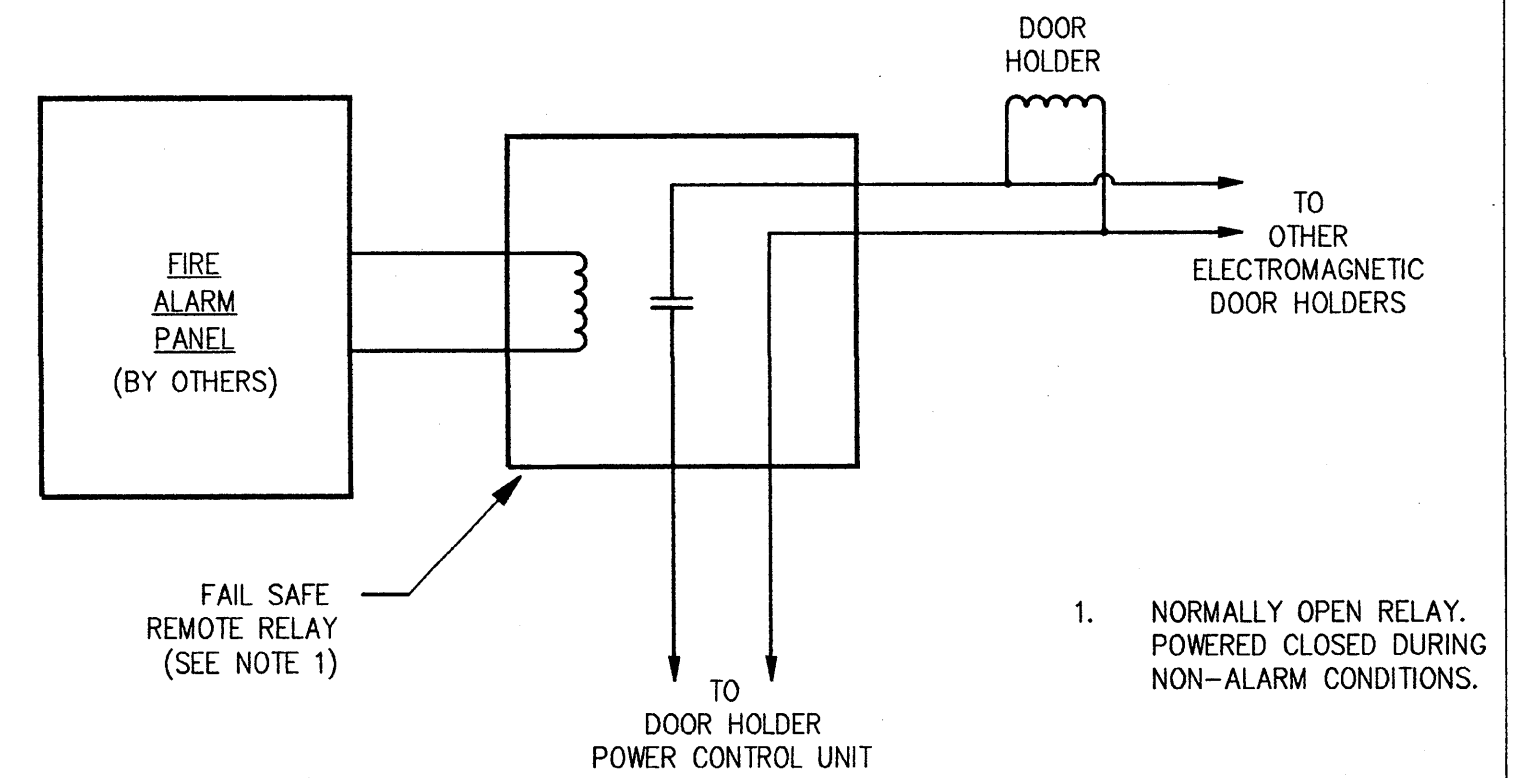 DOOR
HOLDER
FIRE
ALARM
PANEL
(BY OTHERS)
TO
OTHER
ELECTROMAGNETIC
DOOR HOLDERS
FAIL SAFE
REMOTE RELAY
(SEE NOTE 1)
TO
DOOR HOLDER
POWER CONTROL UNIT
1. NORMALLY OPEN RELAY.
POWERED CLOSED DURING
NON-ALARM CONDITIONS.